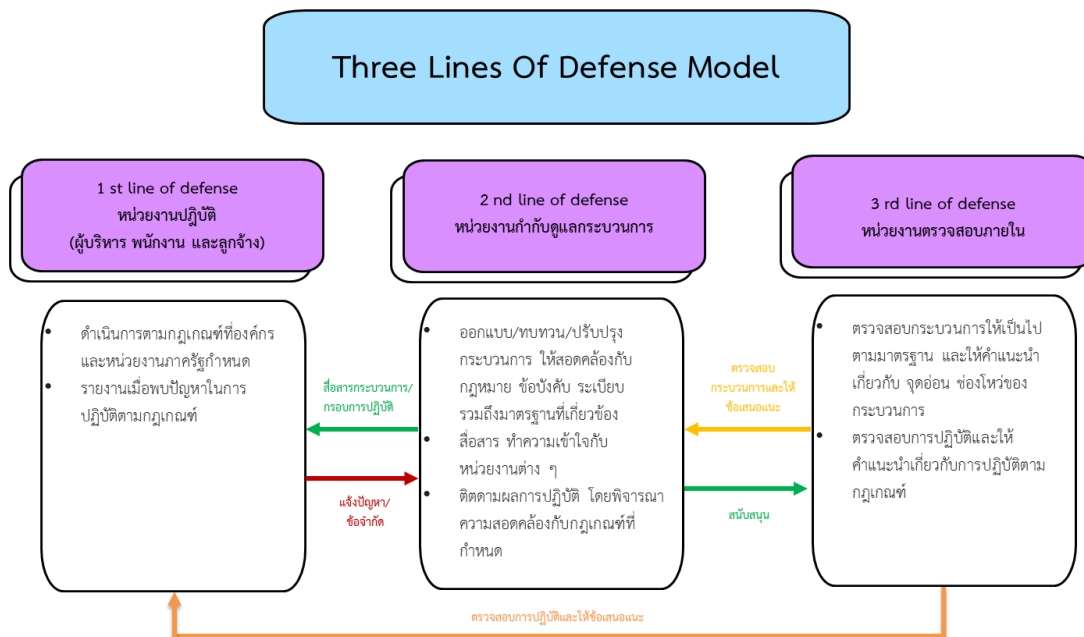 Three Lines Of Defense Model
1 st line of defense
หน่วยงานปฎิบัติ
(ผู้บริหาร พนักงาน และลูกจ้าง)
2 nd line of defense
หน่วยงานกำกับดูแลกระบวนการ
3 rd line of defense
หน่วยงานตรวจสอบภายใน
• ดำเนินการตามกฎเกณฑ์ที่องค์กร
และหน่วยงานภาครัฐกำหนด
• รายงานเมื่อพบปัญหาในการ
ปฏิบัติตามกฎเกณฑ์
สื่อสารกระบวนการ/
กรอบการปฏิบัติ
แจ้งปัญหา/
ข้อจำกัด
• ออกแบบ/ทบทวน/ปรับปรุง
กระบวนการ ให้สอดคล้องกับ
กฎหมาย ข้อบังคับ ระเบียบ
รวมถึงมาตรฐานที่เกี่ยวข้อง
• สื่อสาร ทำความเข้าใจกับ
หน่วยงานต่าง ๆ
• ติตดามผลการปฏิบัติ โดยพิจารณา
ความสอดคล้องกับกฎเกณฑ์ที่
กำหนด
ตรวจสอบ
กระบวนการและให้
ข้อเสนอแนะ
สนับสนุน
• ตรวจสอบกระบวนการให้เป็นไป
ตามมาตรฐาน และให้คำแนะนำ
เกี่ยวกับ จุดอ่อน ช่องโหว่ของ
กระบวนการ
• ตรวจสอบการปฏิบัติและให้
คำแนะนำเกี่ยวกับการปฏิบัติตาม
กฎเกณฑ์
ตรวจสอบการปฏิบัติและให้ข้อเสนอแนะ